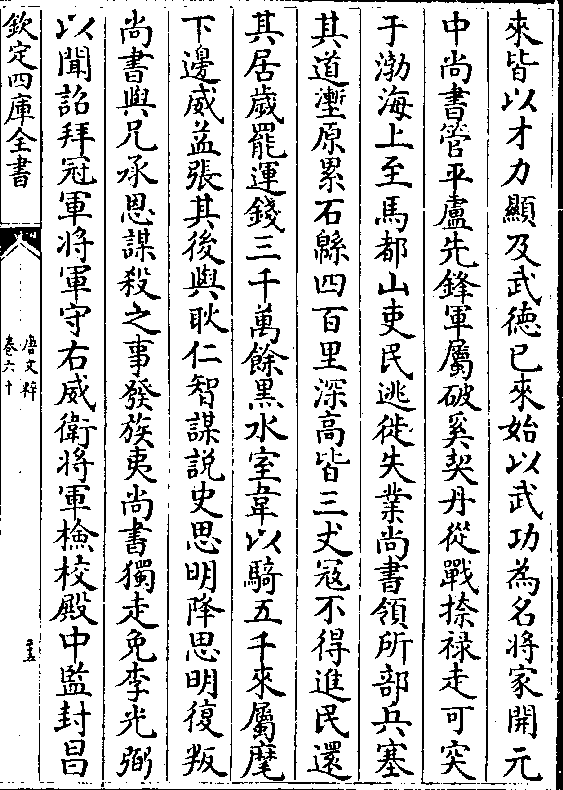 來皆以才力顯及武徳已來始以武功為名將家開元
中尚書管平盧先鋒軍屬破奚契丹從戰捺禄走可突
于渤海上至馬都山吏民逃徙失業尚書領所部兵塞
其道壍原累石緜四百里深高皆三丈冦不得進民還
其居歲罷運錢三千萬餘黑水室韋以騎五千來屬麾
下邊威益張其後與耿仁智謀說史思明降思明復叛
尚書與兄承恩謀殺之事發族夷尚書獨走免李光弼
以聞詔拜冠軍將軍守右威衛將軍檢校殿中監封昌
欽定四庫全書
唐文粹
卷六十
二五